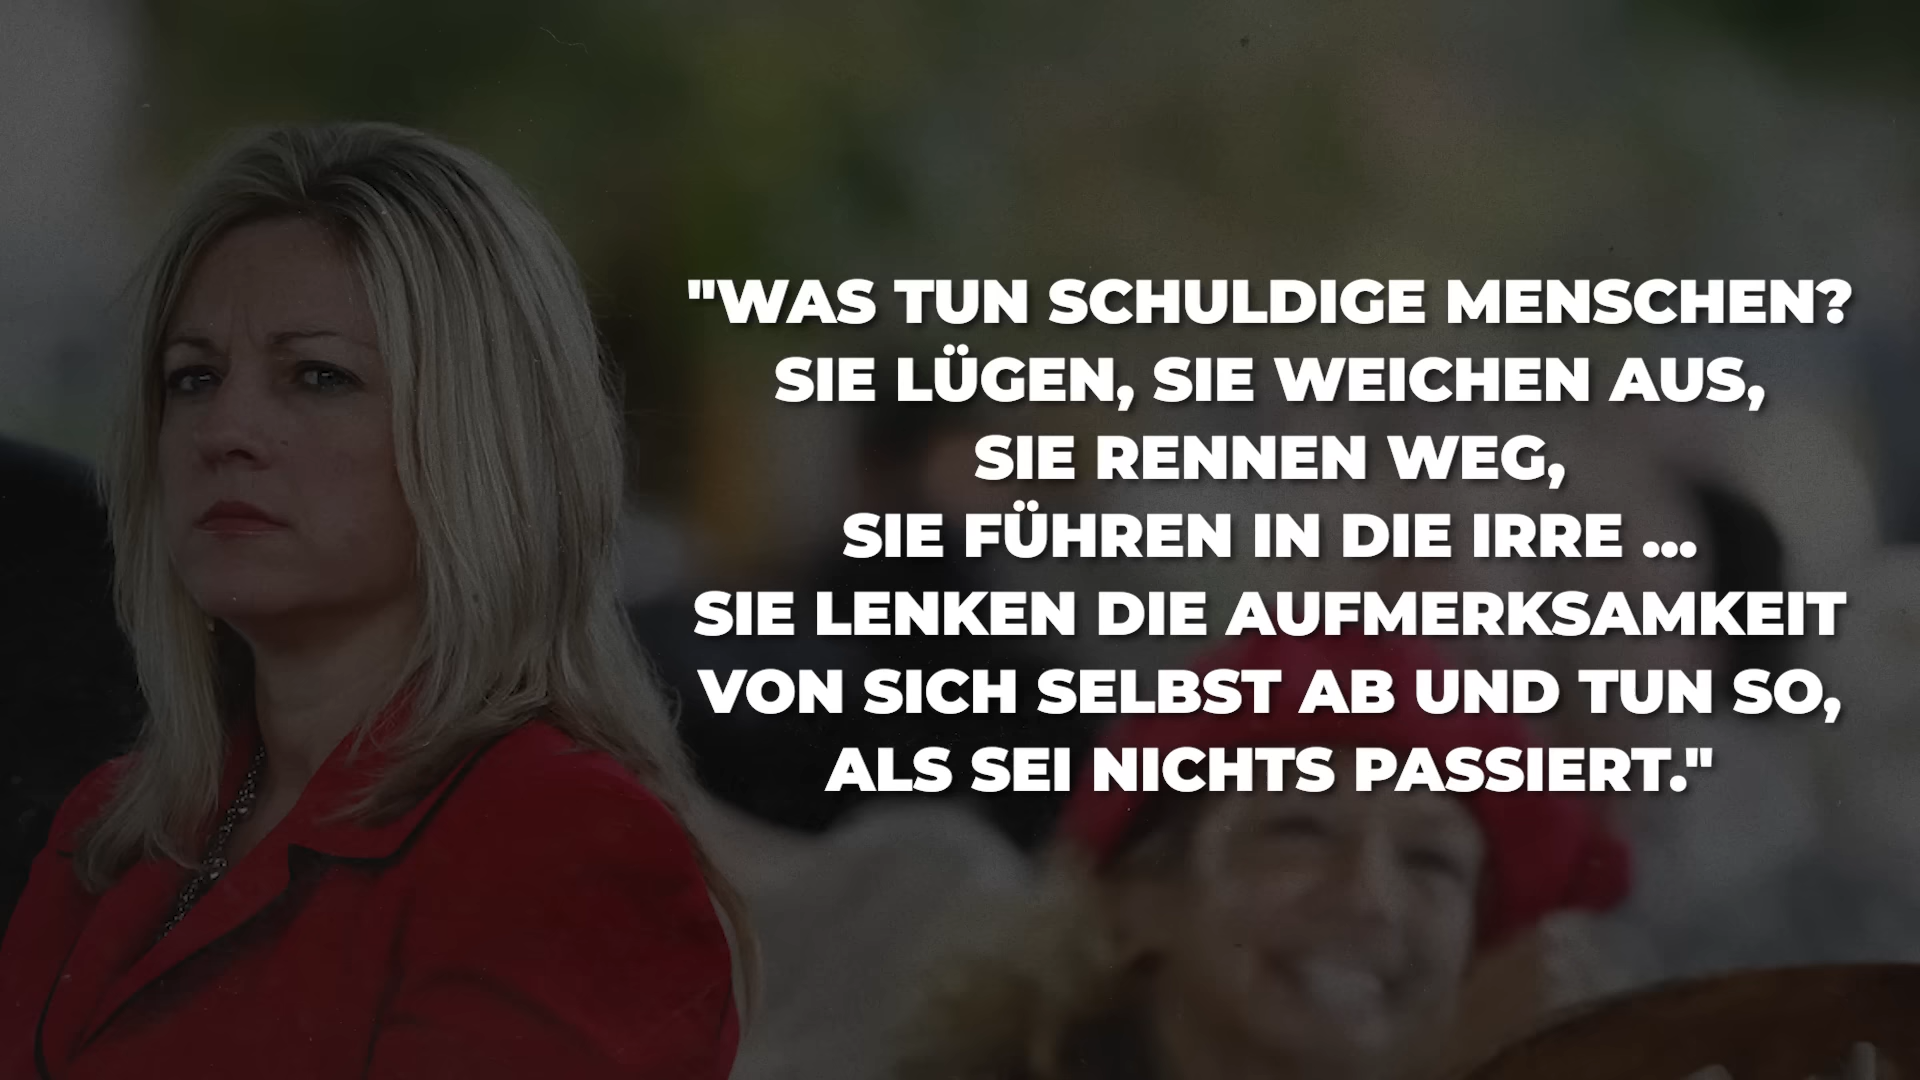 "WAS TUN SCHULDIGE MENSCHEN?
SIE LÜGEN, SIE WEICHEN AUS,
SIE RENNEN WEG,
SIE FÜHREN IN DIE IRRE ...
SIE LENKEN DIE AUFMERKSAMKEIT
VON SICH SELBST AB UND TUN SO,
ALS SEI NICHTS PASSIERT."